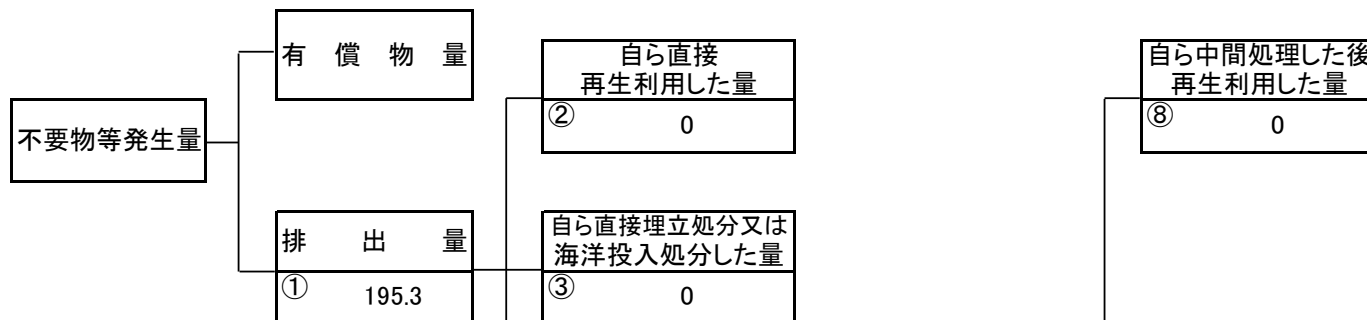 有償物量
自ら直接
再生利用した量
②
0
自ら中間処理した後
再生利用した量
⑧
0
不要物等発生量
排出量
①
195.3
自ら直接埋立処分又は
海洋投入処分した量
③
0